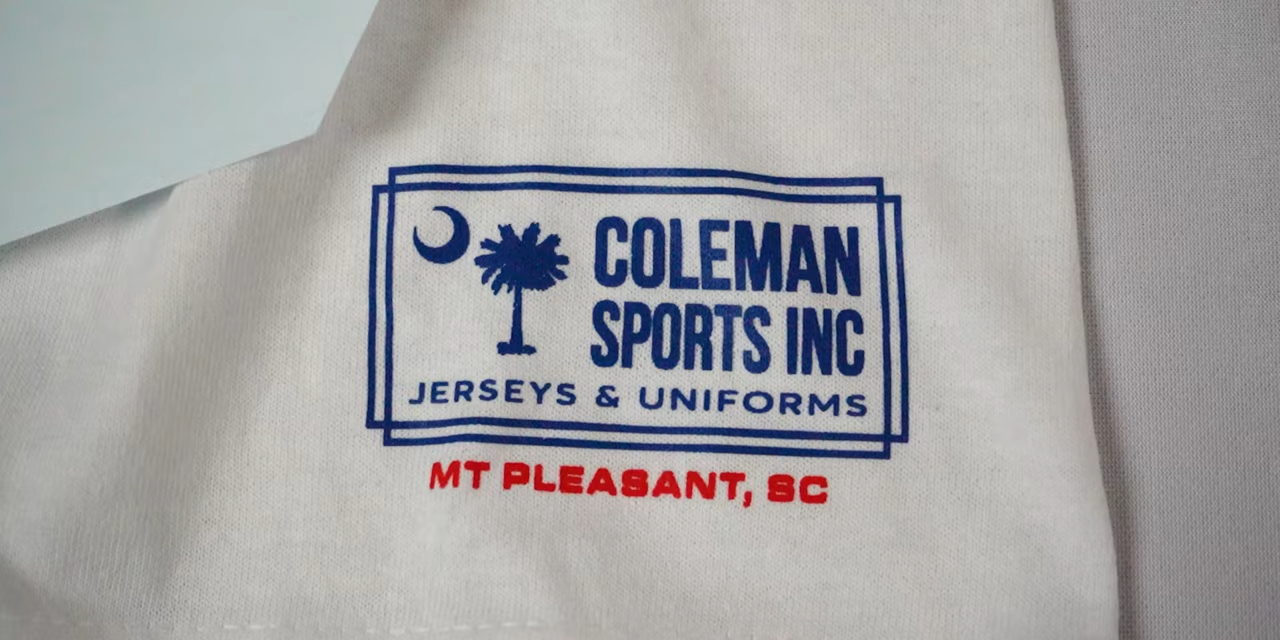 COLEMAN
SPORTS INC
JERSEYS & UNIFORMS
MT PLEASANT, SC